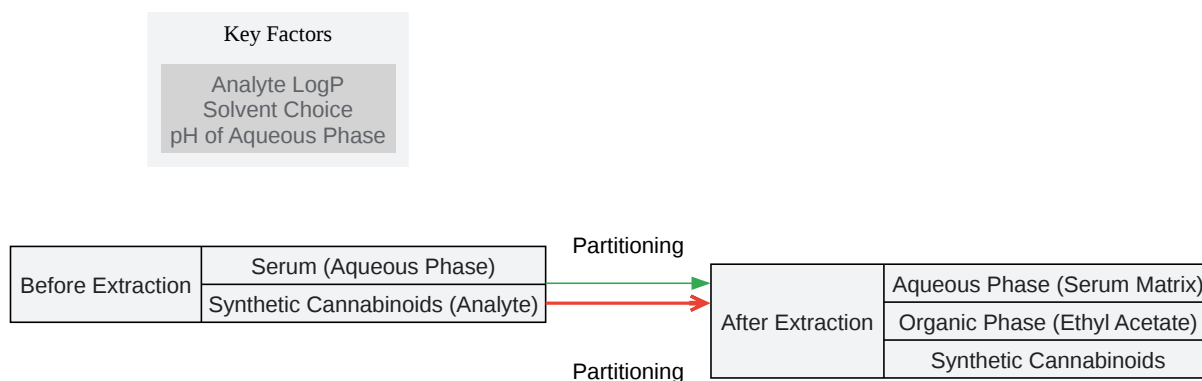 Key Factors
Analyte LogP
Solvent Choice
pH of Aqueous Phase
Partitioning
Before Extraction
Serum (Aqueous Phase)
Synthetic Cannabinoids (Analyte)
After Extraction
Aqueous Phase (Serum Matrix)
Organic Phase (Ethyl Acetate)
Synthetic Cannabinoids
Partitioning